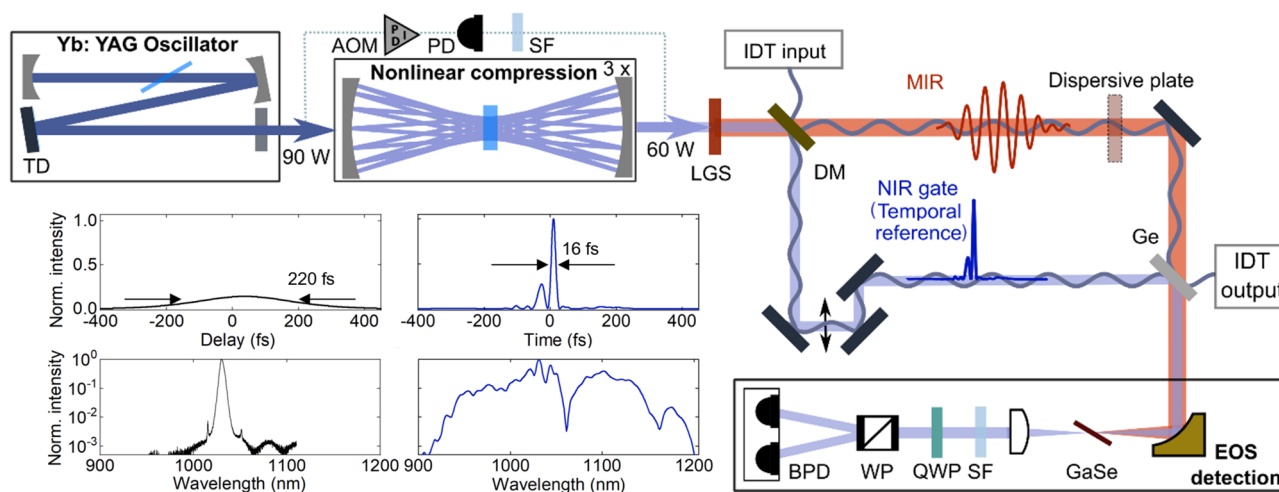 Yb: YAG Oscillator
TD
90 W
AOM
P
I
D
PD
SF
Nonlinear compression
3 x
60 W
LGS
IDT input
DM
MIR
Dispersive plate
NIR gate
(Temporal
reference)
Ge
IDT
output
Norm. intensity
1.0
0.5
0.0
220 fs
-400
-200
0
200
400
Delay (fs)
16 fs
-400
-200
0
200
400
Time (fs)
Norm. intensity
10⁰
10⁻¹
10⁻²
10⁻³
900
1000
1100
1200
Wavelength (nm)
900
1000
1100
1200
Wavelength (nm)
BPD
WP
QWP
SF
GaSe
EOS
detection